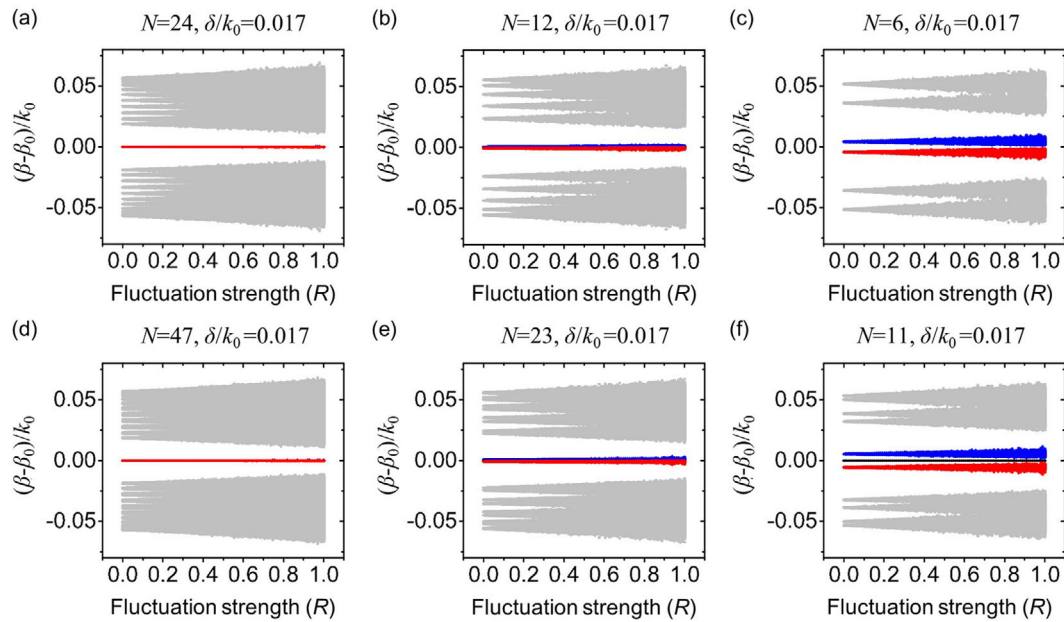 (a) N=24, δ/k₀=0.017
(b) N=12, δ/k₀=0.017
(c) N=6, δ/k₀=0.017
(β-β₀)/k₀
0.05
0.00
-0.05
(β-β₀)/k₀
0.05
0.00
-0.05
(β-β₀)/k₀
0.05
0.00
-0.05
0.0 0.2 0.4 0.6 0.8 1.0
0.0 0.2 0.4 0.6 0.8 1.0
0.0 0.2 0.4 0.6 0.8 1.0
Fluctuation strength (R)
Fluctuation strength (R)
Fluctuation strength (R)
(d) N=47, δ/k₀=0.017
(e) N=23, δ/k₀=0.017
(f) N=11, δ/k₀=0.017
(β-β₀)/k₀
0.05
0.00
-0.05
(β-β₀)/k₀
0.05
0.00
-0.05
(β-β₀)/k₀
0.05
0.00
-0.05
0.0 0.2 0.4 0.6 0.8 1.0
0.0 0.2 0.4 0.6 0.8 1.0
0.0 0.2 0.4 0.6 0.8 1.0
Fluctuation strength (R)
Fluctuation strength (R)
Fluctuation strength (R)